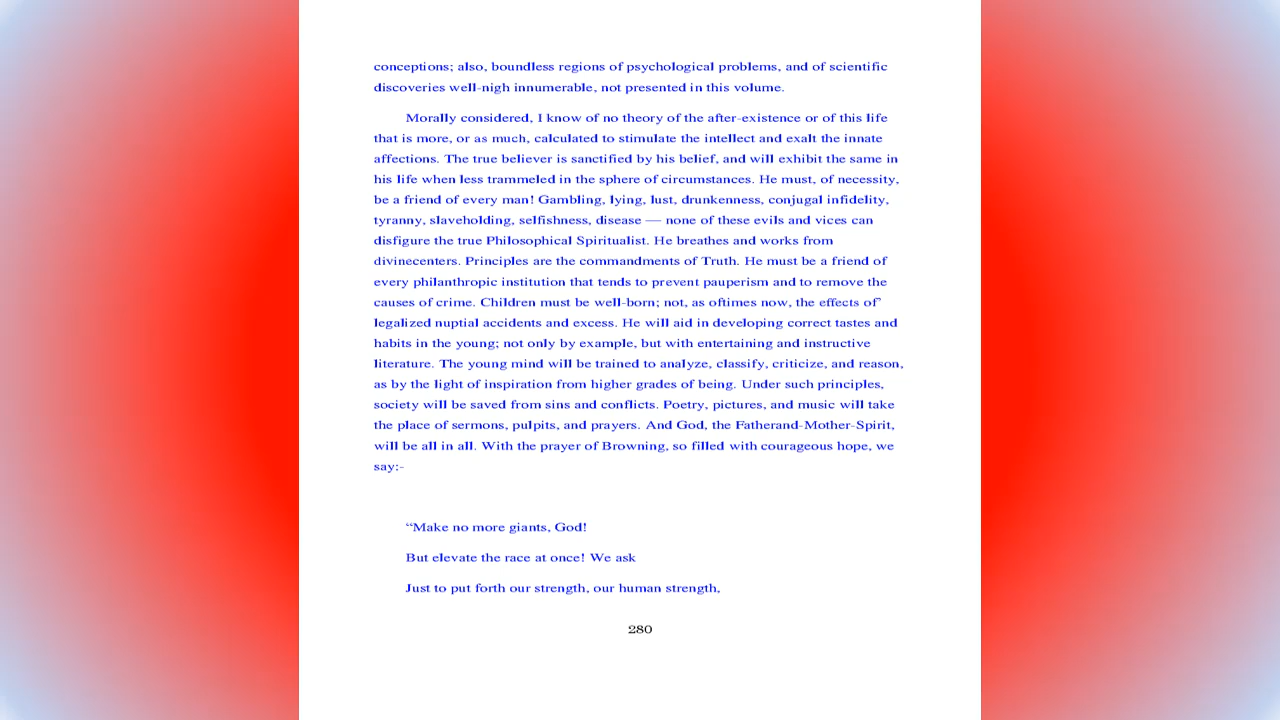 conceptions; also, boundless regions of psychological problems, and of scientific
discoveries well-nigh innumerable, not presented in this volume.
Morally considered, I know of no theory of the after-existence or of this life
that is more, or as much, calculated to stimulate the intellect and exalt the innate
affections. The true believer is sanctified by his belief, and will exhibit the same in
his life when less trammeled in the sphere of circumstances. He must, of necessity,
be a friend of every man! Gambling, lying, lust, drunkenness, conjugal infidelity,
tyranny, slaveholding, selfishness, disease — none of these evils and vices can
disfigure the true Philosophical Spiritualist. He breathes and works from
divinecenters. Principles are the commandments of Truth. He must be a friend of
every philanthropic institution that tends to prevent pauperism and to remove the
causes of crime. Children must be well-born; not, as oftimes now, the effects of”
legalized nuptial accidents and excess. He will aid in developing correct tastes and
habits in the young; not only by example, but with entertaining and instructive
literature. The young mind will be trained to analyze, classify, criticize, and reason,
as by the light of inspiration from higher grades of being. Under such principles,
society will be saved from sins and conflicts. Poetry, pictures, and music will take
the place of sermons, pulpits, and prayers. And God, the Fatherand-Mother-Spirit,
will be all in all. With the prayer of Browning, so filled with courageous hope, we
say:-
“Make no more giants, God!
But elevate the race at once! We ask
Just to put forth our strength, our human strength,
280